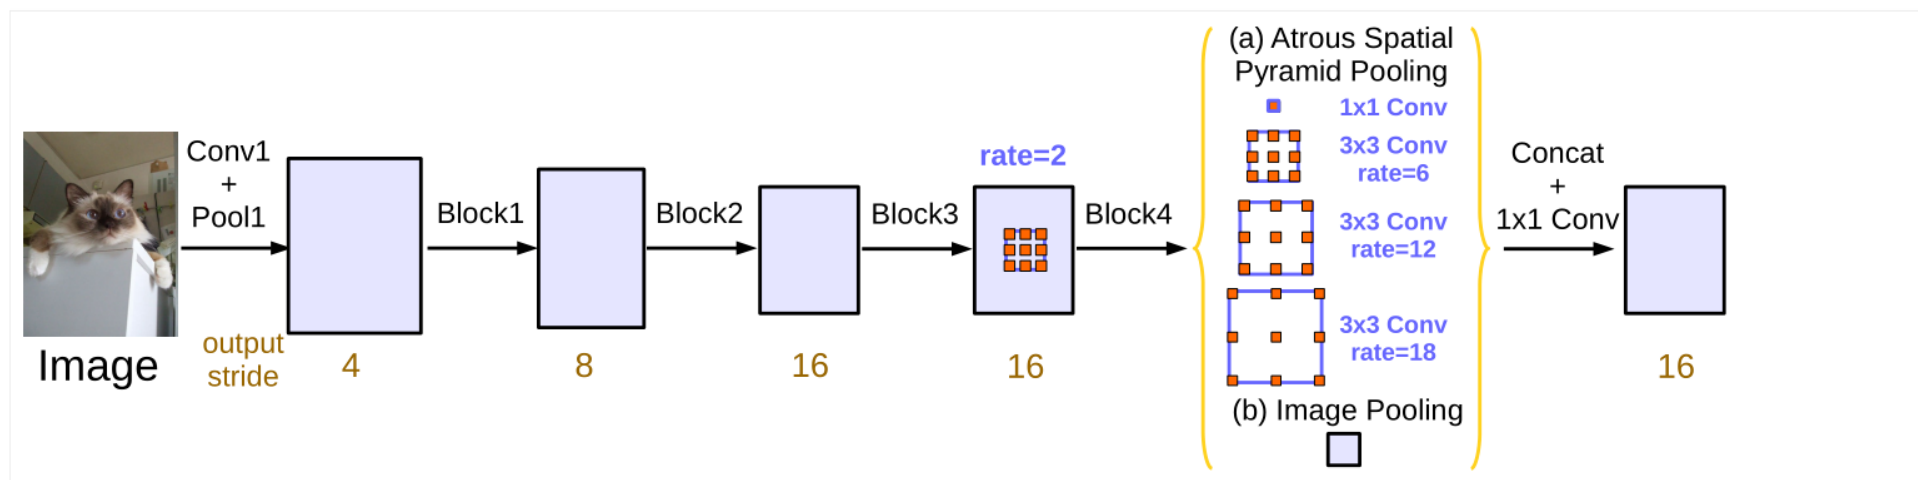 Image
Conv1
+
Pool1
output
stride
4
Block1
8
Block2
16
Block3
rate=2
16
Block4
(a) Atrous Spatial
Pyramid Pooling
1x1 Conv
3x3 Conv
rate=6
3x3 Conv
rate=12
3x3 Conv
rate=18
(b) Image Pooling
Concat
+
1x1 Conv
16